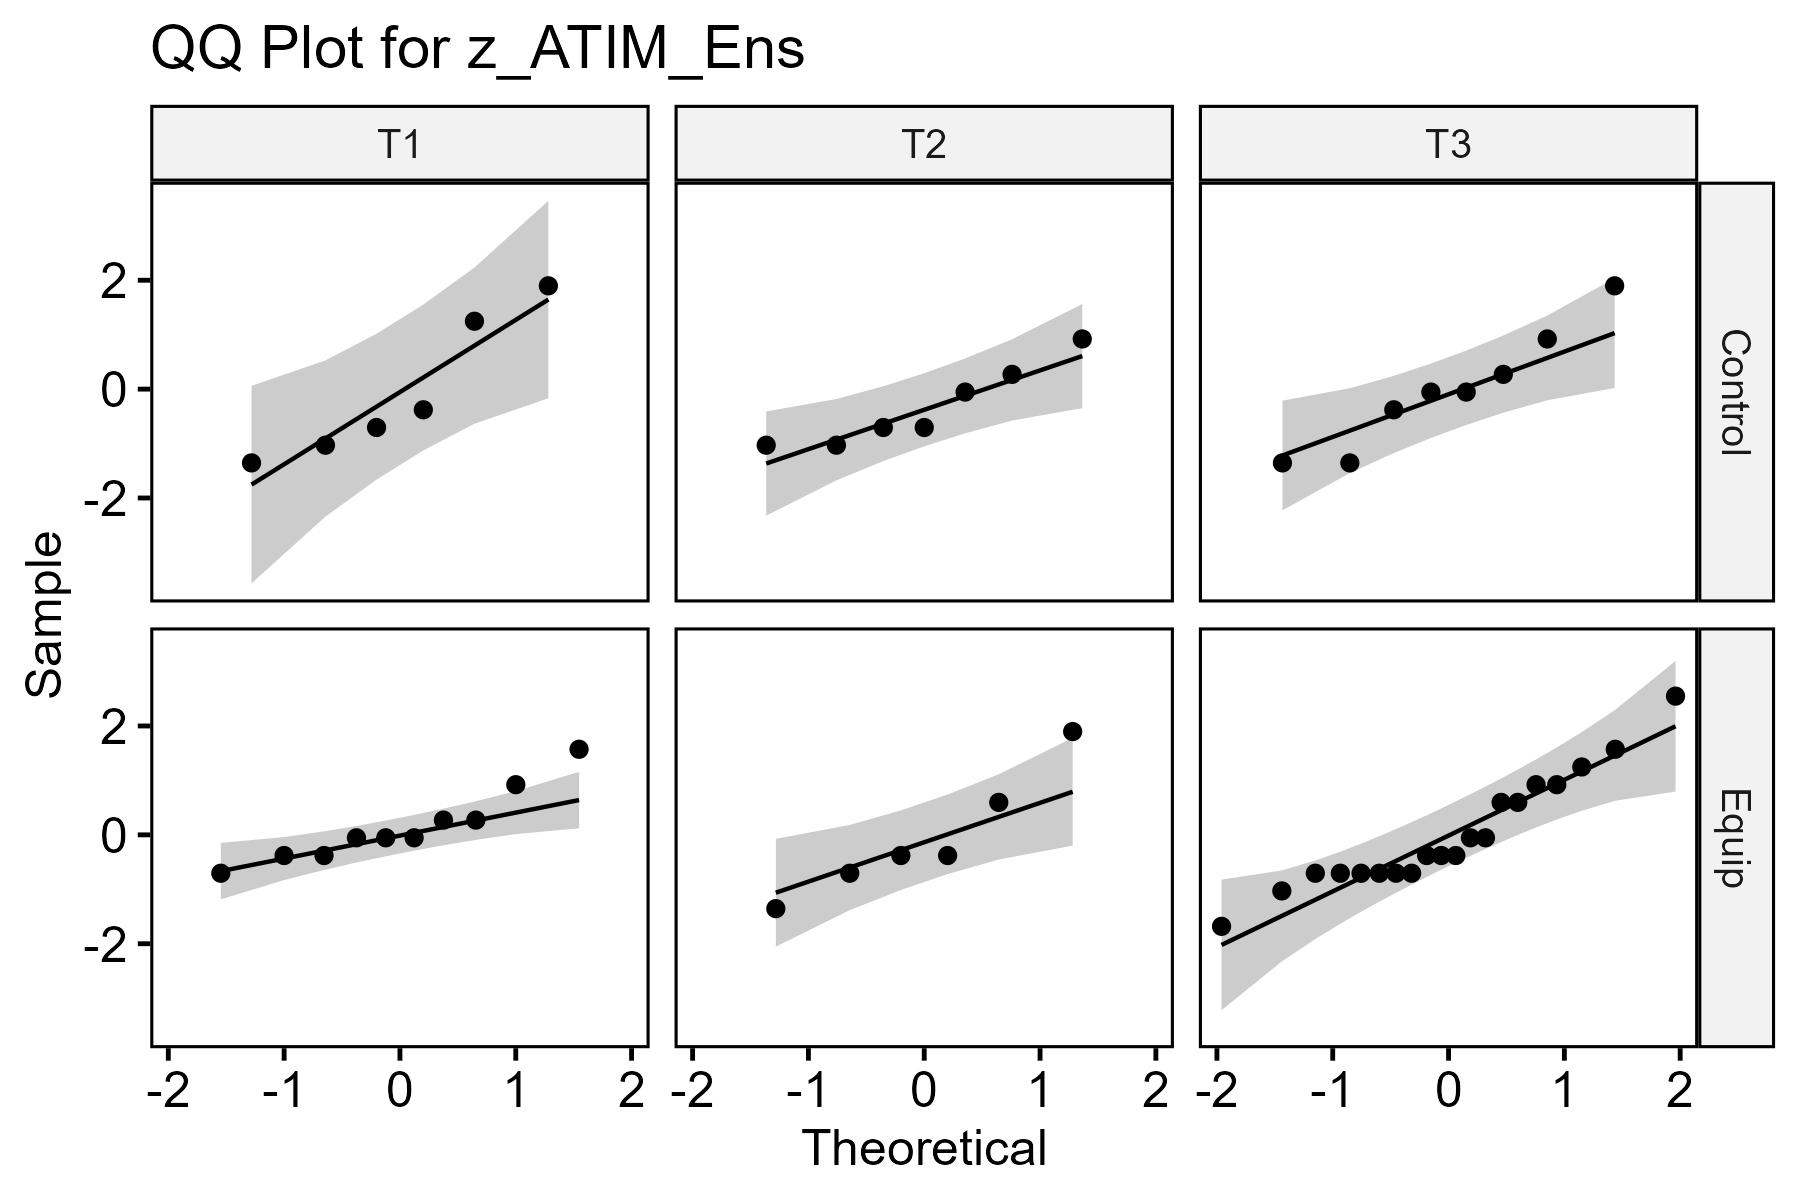 QQ Plot for z_ATIM_Ens
T1 T2 T3
Control
2
0
-2
Sample
Equip
2
0
-2
-2 -1 0 1 2 -2 -1 0 1 2 -2 -1 0 1 2
Theoretical